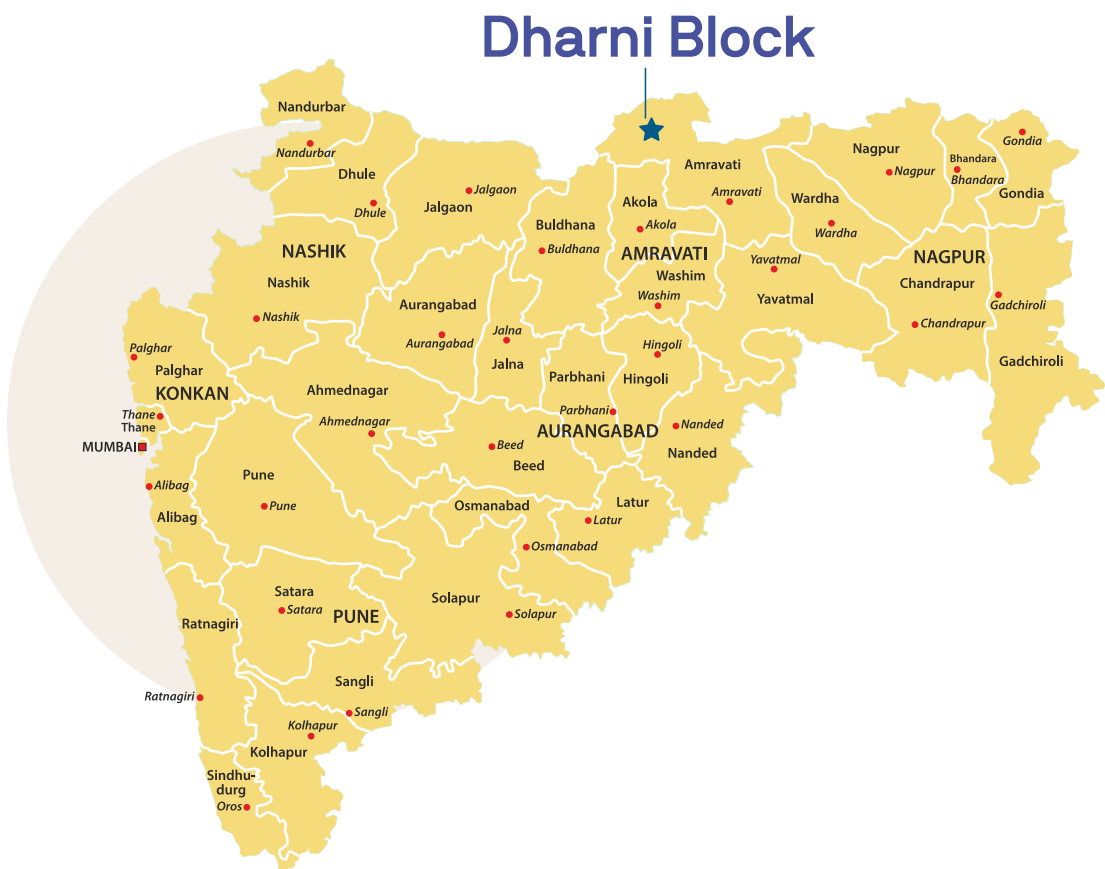 Dharni Block
Nandurbar
Nandurbar
Dhule
Dhule
Jalgaon
Jalgaon
Buldhana
Buldhana
Akola
Akola
Amravati
Amravati
AMRAVATI
Washim
Washim
Wardha
Wardha
Nagpur
Nagpur
Bhandara
Bhandara
Gondia
Gondia
NAGPUR
Chandrapur
Chandrapur
Gadchiroli
Gadchiroli
Yavatmal
Yavatmal
NASHIK
Nashik
Nashik
Aurangabad
Aurangabad
Jalna
Jalna
Parbhani
Parbhani
Hingoli
Hingoli
AURANGABAD
Nanded
Nanded
Palghar
Palghar
KONKAN
Thane
Thane
MUMBAI
Ahmednagar
Ahmednagar
Beed
Beed
Alibag
Alibag
Pune
Pune
Osmanabad
Osmanabad
Latur
Latur
Satara
Satara
PUNE
Solapur
Solapur
Ratnagiri
Ratnagiri
Sangli
Sangli
Kolhapur
Kolhapur
Sindhu-
durg
Oros